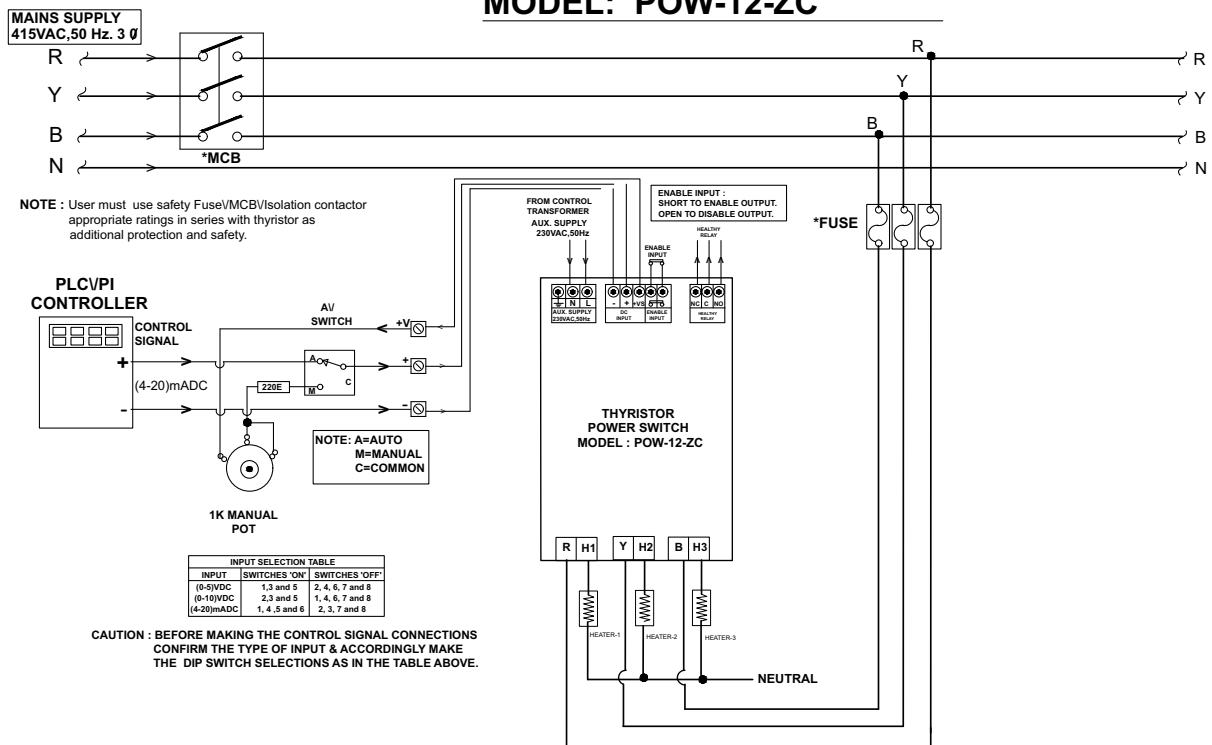 MODEL: POW-12-ZC
MAINS SUPPLY
415VAC,50 Hz. 3 Ø
R
Y
B
N
*MCB
R
Y
B
R
Y
B
N
NOTE : User must use safety Fuse\/MCB\/Isolation contactor
appropriate ratings in series with thyristor as
additional protection and safety.
FROM CONTROL
TRANSFORMER
AUX. SUPPLY
230VAC,50Hz
ENABLE INPUT :
SHORT TO ENABLE OUTPUT.
OPEN TO DISABLE OUTPUT.
ENABLE
INPUT
HEALTHY
RELAY
*FUSE
N L
AUX. SUPPLY
230VAC,50Hz
- + +VS
DC
INPUT
ENABLE
INPUT
NC C NO
HEALTHY
RELAY
PLC\/PI
CONTROLLER
CONTROL
SIGNAL
+
(4-20)mADC
-
A\/
SWITCH
+V
+
-
A
M
C
220E
NOTE: A=AUTO
M=MANUAL
C=COMMON
1K MANUAL
POT
THYRISTOR
POWER SWITCH
MODEL : POW-12-ZC
R H1 Y H2 B H3
HEATER-1
HEATER-2
HEATER-3
NEUTRAL
INPUT SELECTION TABLE
INPUT SWITCHES 'ON' SWITCHES 'OFF'
(0-5)VDC 1,3 and 5 2, 4, 6, 7 and 8
(0-10)VDC 2,3 and 5 1, 4, 6, 7 and 8
(4-20)mADC 1, 4 ,5 and 6 2, 3, 7 and 8
CAUTION : BEFORE MAKING THE CONTROL SIGNAL CONNECTIONS
CONFIRM THE TYPE OF INPUT & ACCORDINGLY MAKE
THE DIP SWITCH SELECTIONS AS IN THE TABLE ABOVE.